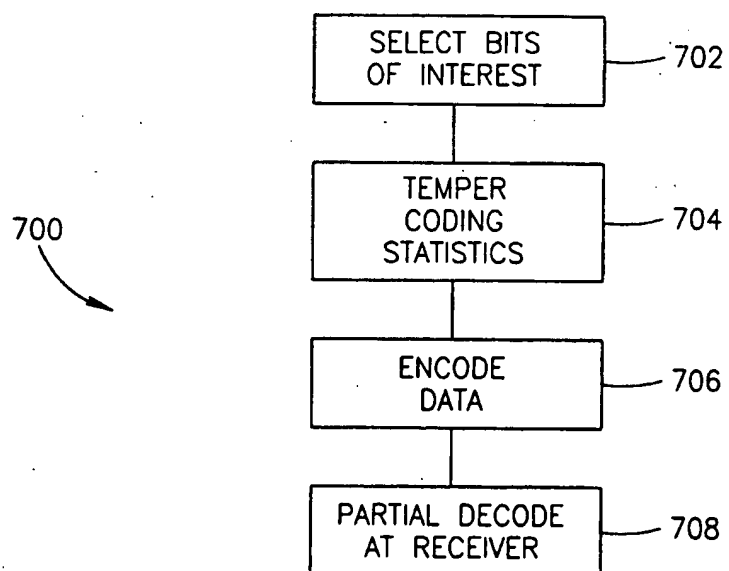 SELECT BITS
OF INTEREST
702
TEMPER
CODING
STATISTICS
704
700
ENCODE
DATA
706
PARTIAL DECODE
AT RECEIVER
708